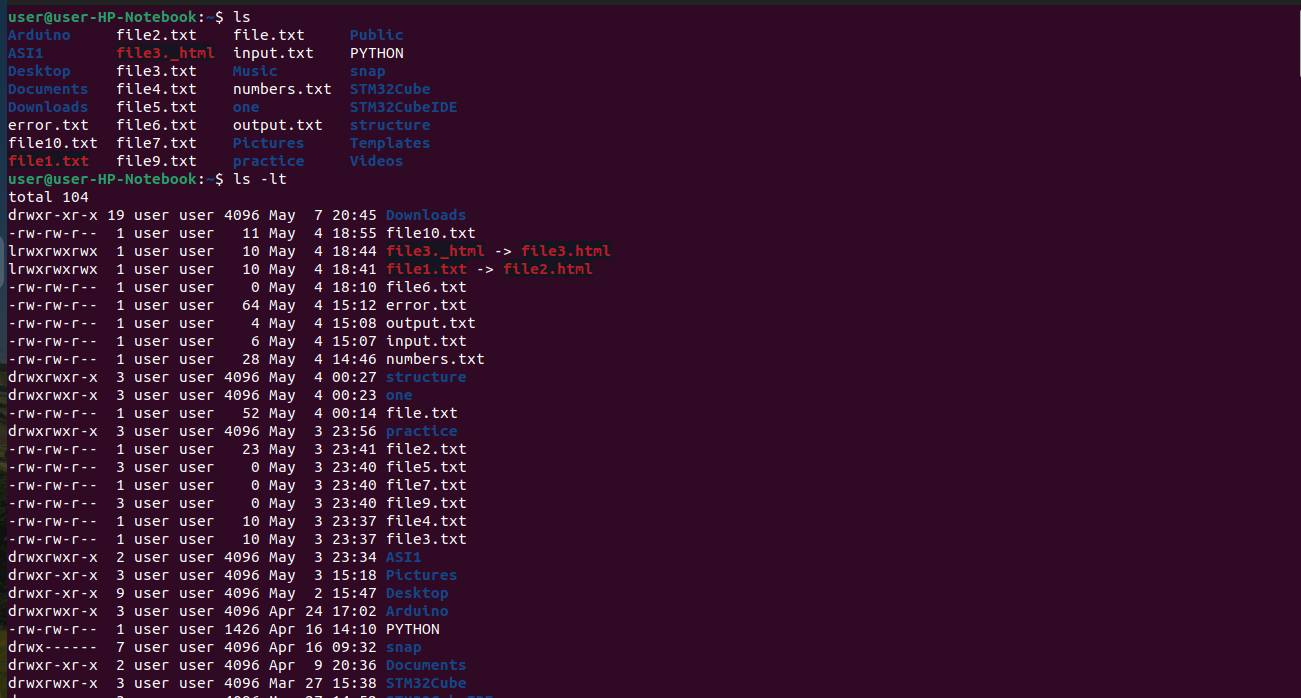 user@user-HP-Notebook:~$ ls
Arduino     file2.txt    file.txt     Public
ASI1        file3._html  input.txt    PYTHON
Desktop     file3.txt    Music        snap
Documents   file4.txt    numbers.txt  STM32Cube
Downloads   file5.txt    one          STM32CubeIDE
error.txt   file6.txt    output.txt   structure
file10.txt  file7.txt    Pictures     Templates
file1.txt   file9.txt    practice     Videos
user@user-HP-Notebook:~$ ls -lt
total 104
drwxr-xr-x 19 user user 4096 May  7 20:45 Downloads
-rw-rw-r--  1 user user   11 May  4 18:55 file10.txt
lrwxrwxrwx  1 user user   10 May  4 18:44 file3._html -> file3.html
lrwxrwxrwx  1 user user   10 May  4 18:41 file1.txt -> file2.html
-rw-rw-r--  1 user user    0 May  4 18:10 file6.txt
-rw-rw-r--  1 user user   64 May  4 15:12 error.txt
-rw-rw-r--  1 user user    4 May  4 15:08 output.txt
-rw-rw-r--  1 user user    6 May  4 15:07 input.txt
-rw-rw-r--  1 user user   28 May  4 14:46 numbers.txt
drwxrwxr-x  3 user user 4096 May  4 00:27 structure
drwxrwxr-x  3 user user 4096 May  4 00:23 one
-rw-rw-r--  1 user user   52 May  4 00:14 file.txt
drwxrwxr-x  3 user user 4096 May  3 23:56 practice
-rw-rw-r--  1 user user   23 May  3 23:41 file2.txt
-rw-rw-r--  3 user user    0 May  3 23:40 file5.txt
-rw-rw-r--  1 user user    0 May  3 23:40 file7.txt
-rw-rw-r--  3 user user    0 May  3 23:40 file9.txt
-rw-rw-r--  1 user user   10 May  3 23:37 file4.txt
-rw-rw-r--  1 user user   10 May  3 23:37 file3.txt
drwxrwxr-x  2 user user 4096 May  3 23:34 ASI1
drwxr-xr-x  3 user user 4096 May  3 15:18 Pictures
drwxr-xr-x  9 user user 4096 May  2 15:47 Desktop
drwxrwxr-x  3 user user 4096 Apr 24 17:02 Arduino
-rw-rw-r--  1 user user 1426 Apr 16 14:10 PYTHON
drwx------  7 user user 4096 Apr 16 09:32 snap
drwxr-xr-x  2 user user 4096 Apr  9 20:36 Documents
drwxrwxr-x  3 user user 4096 Mar 27 15:38 STM32Cube